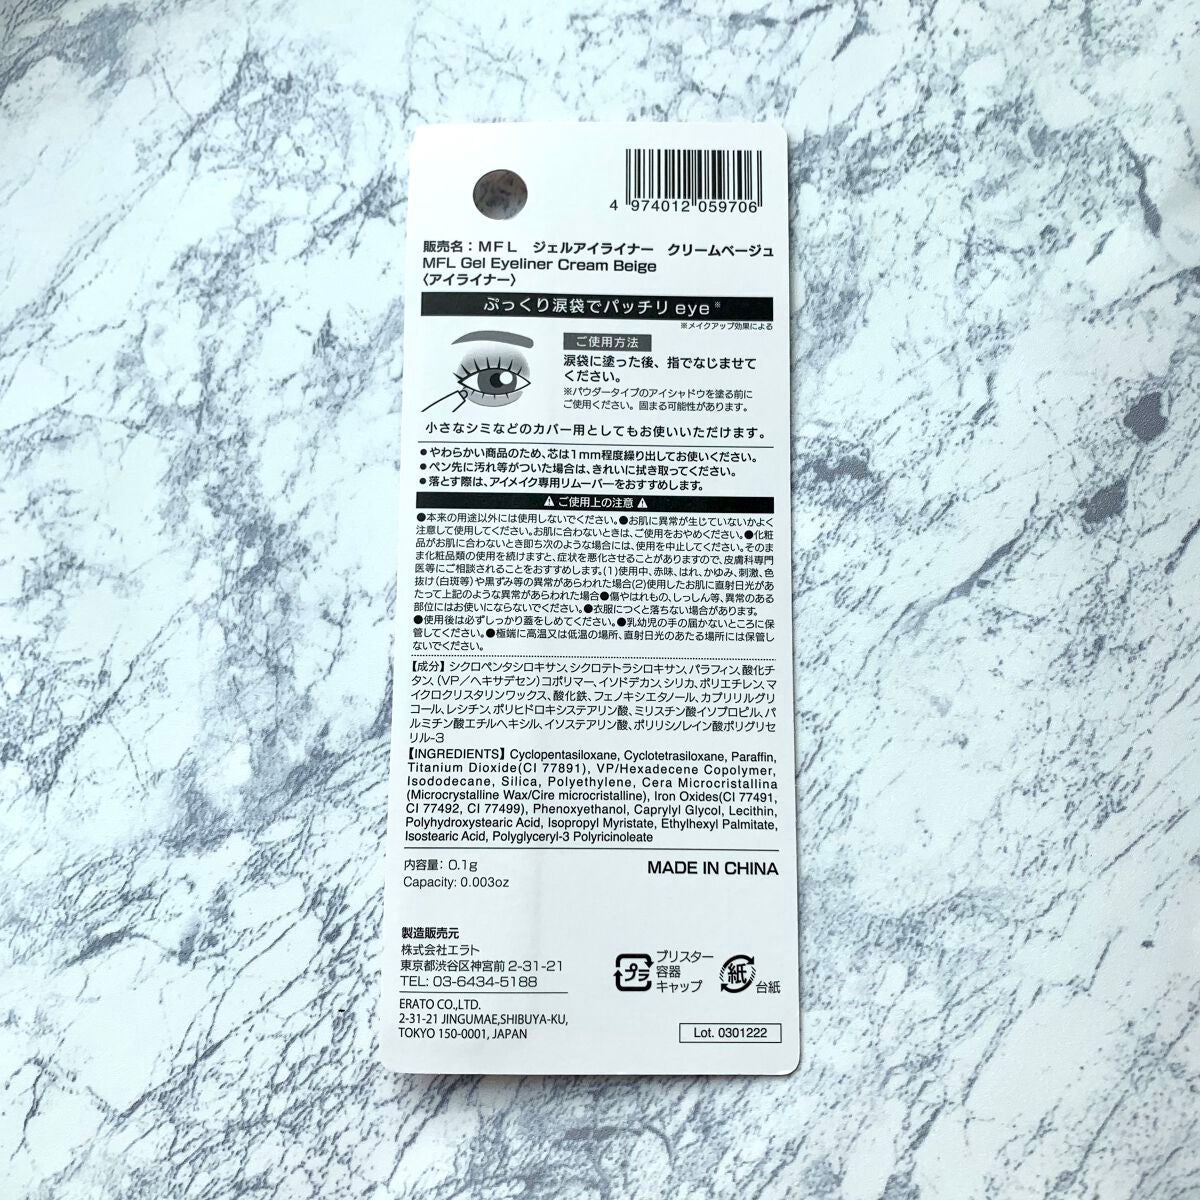 4 974012 059706
販売名：MFL ジェルアイライナー クリームベージュ
MFL Gel Eyeliner Cream Beige
〈アイライナー〉
ぷっくり涙袋でパッチリeye※
※メイクアップ効果による
ご使用方法
涙袋に塗った後、指でなじませて
ください。
※パウダータイプのアイシャドウを塗る前に
ご使用ください。固まる可能性があります。
小さなシミなどのカバー用としてもお使いいただけます。
●やわらかい商品のため、芯は1mm程度繰り出してお使いください。
●ペン先に汚れ等がついた場合は、きれいに拭き取ってください。
●落とす際は、アイメイク専用リムーバーをおすすめします。
⚠ ご使用上の注意 ⚠
●本来の用途以外には使用しないでください。●お肌に異常が生じていないかよく
注意して使用してください。お肌に合わないときは、ご使用をおやめください。●化粧
品がお肌に合わないとき即ち次のような場合には、使用を中止してください。そのま
ま化粧品類の使用を続けますと、症状を悪化させることがありますので、皮膚科専門
医等にご相談されることをおすすめします。(1)使用中、赤味、はれ、かゆみ、刺激、色
抜け(白斑等)や黒ずみ等の異常があらわれた場合(2)使用したお肌に直射日光があ
たって上記のような異常があらわれた場合●傷やはれもの、しっしん等、異常のある
部位にはお使いにならないでください。●衣服につくと落ちない場合があります。
●使用後は必ずしっかり蓋をしめてください。●乳幼児の手の届かないところに保
管してください。●極端に高温又は低温の場所、直射日光のあたる場所には保管し
ないでください。
【成分】シクロペンタシロキサン、シクロテトラシロキサン、パラフィン、酸化チ
タン、(VP／ヘキサデセン)コポリマー、イソドデカン、シリカ、ポリエチレン、マ
イクロクリスタリンワックス、酸化鉄、フェノキシエタノール、カプリリルグリ
コール、レシチン、ポリヒドロキシステアリン酸、ミリスチン酸イソプロピル、パ
ルミチン酸エチルヘキシル、イソステアリン酸、ポリリシノレイン酸ポリグリセ
リル-3
【INGREDIENTS】Cyclopentasiloxane, Cyclotetrasiloxane, Paraffin,
Titanium Dioxide(CI 77891), VP/Hexadecene Copolymer,
Isododecane, Silica, Polyethylene, Cera Microcristallina
(Microcrystalline Wax/Cire microcristalline), Iron Oxides(CI 77491,
CI 77492, CI 77499), Phenoxyethanol, Caprylyl Glycol, Lecithin,
Polyhydroxystearic Acid, Isopropyl Myristate, Ethylhexyl Palmitate,
Isostearic Acid, Polyglyceryl-3 Polyricinoleate
内容量：0.1g
Capacity: 0.003oz
MADE IN CHINA
製造販売元
株式会社エラト
東京都渋谷区神宮前2-31-21
TEL: 03-6434-5188
ERATO CO.,LTD.
2-31-21 JINGUMAE,SHIBUYA-KU,
TOKYO 150-0001, JAPAN
プラ
ブリスター
容器
キャップ
紙
台紙
Lot. 0301222